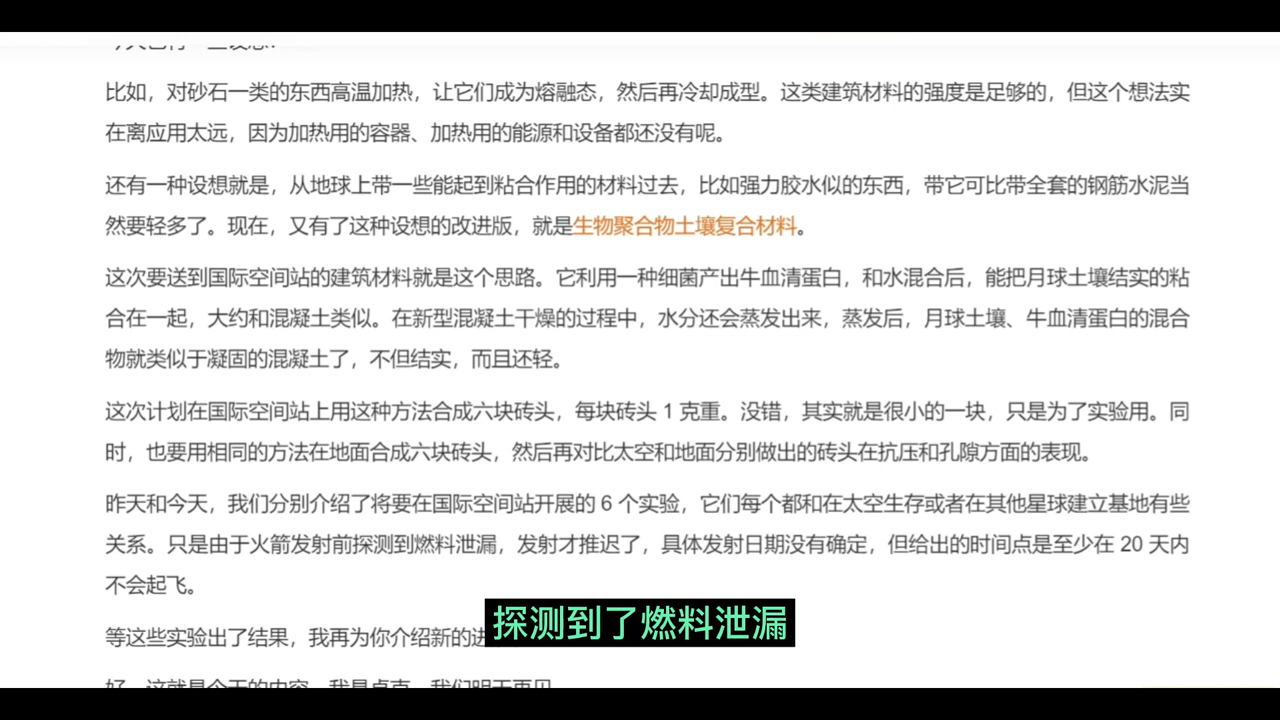 比如，对砂石一类的东西高温加热，让它们成为熔融态，然后再冷却成型。这类建筑材料的强度是足够的，但这个想法实
在离应用太远，因为加热用的容器、加热用的能源和设备都还没有呢。
还有一种设想就是，从地球上带一些能起到粘合作用的材料过去，比如强力胶水似的东西，带它可比带全套的钢筋水泥当
然要轻多了。现在，又有了这种设想的改进版，就是生物聚合物土壤复合材料。
这次要送到国际空间站的建筑材料就是这个思路。它利用一种细菌产出牛血清蛋白，和水混合后，能把月球土壤结实的粘
合在一起，大约和混凝土类似。在新型混凝土干燥的过程中，水分还会蒸发出来，蒸发后，月球土壤、牛血清蛋白的混合
物就类似于凝固的混凝土了，不但结实，而且还轻。
这次计划在国际空间站上用这种方法合成六块砖头，每块砖头 1 克重。没错，其实就是很小的一块，只是为了实验用。同
时，也要用相同的方法在地面合成六块砖头，然后再对比太空和地面分别做出的砖头在抗压和孔隙方面的表现。
昨天和今天，我们分别介绍了将要在国际空间站开展的 6 个实验，它们每个都和在太空生存或者在其他星球建立基地有些
关系。只是由于火箭发射前探测到燃料泄漏，发射才推迟了，具体发射日期没有确定，但给出的时间点是至少在 20 天内
不会起飞。
等这些实验出了结果，我再为你介绍新的进
探测到了燃料泄漏
好，这就是今天的内容，我是卓克，我们明天再见